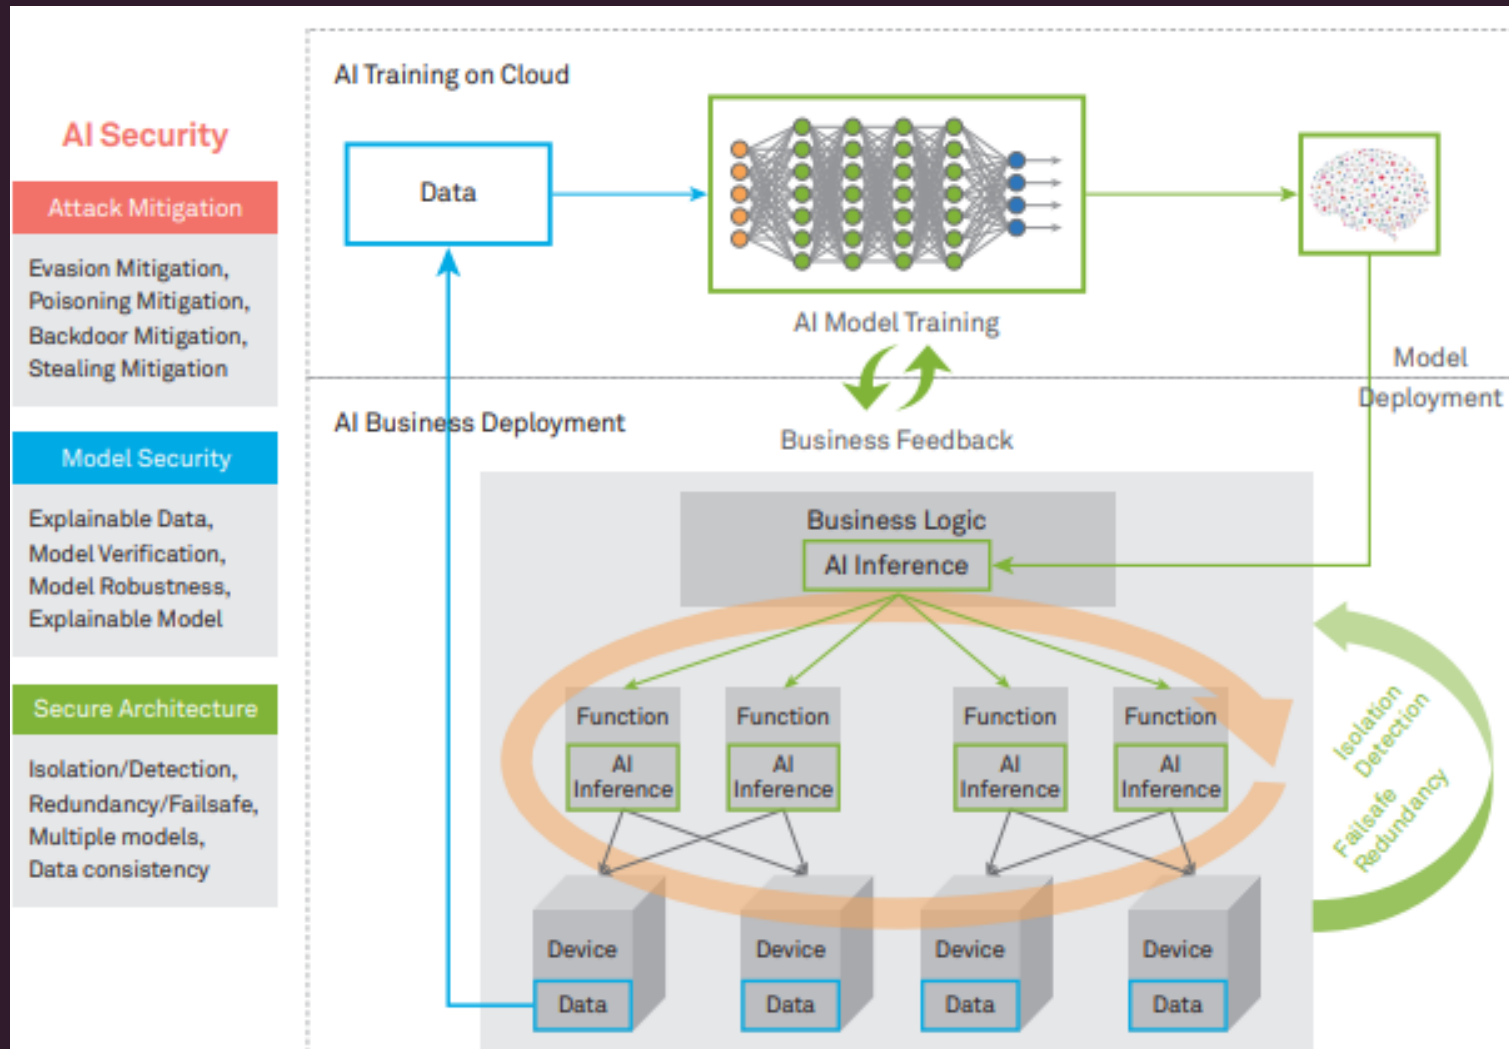 AI Security
Attack Mitigation
Evasion Mitigation,
Poisoning Mitigation,
Backdoor Mitigation,
Stealing Mitigation
Model Security
Explainable Data,
Model Verification,
Model Robustness,
Explainable Model
Secure Architecture
Isolation/Detection,
Redundancy/Failsafe,
Multiple models,
Data consistency
AI Training on Cloud
Data
AI Model Training
Model
Deployment
AI Business Deployment
Business Feedback
Business Logic
AI Inference
Function
AI
Inference
Function
AI
Inference
Function
AI
Inference
Function
AI
Inference
Isolation
Detection
Failsafe
Redundancy
Device
Data
Device
Data
Device
Data
Device
Data